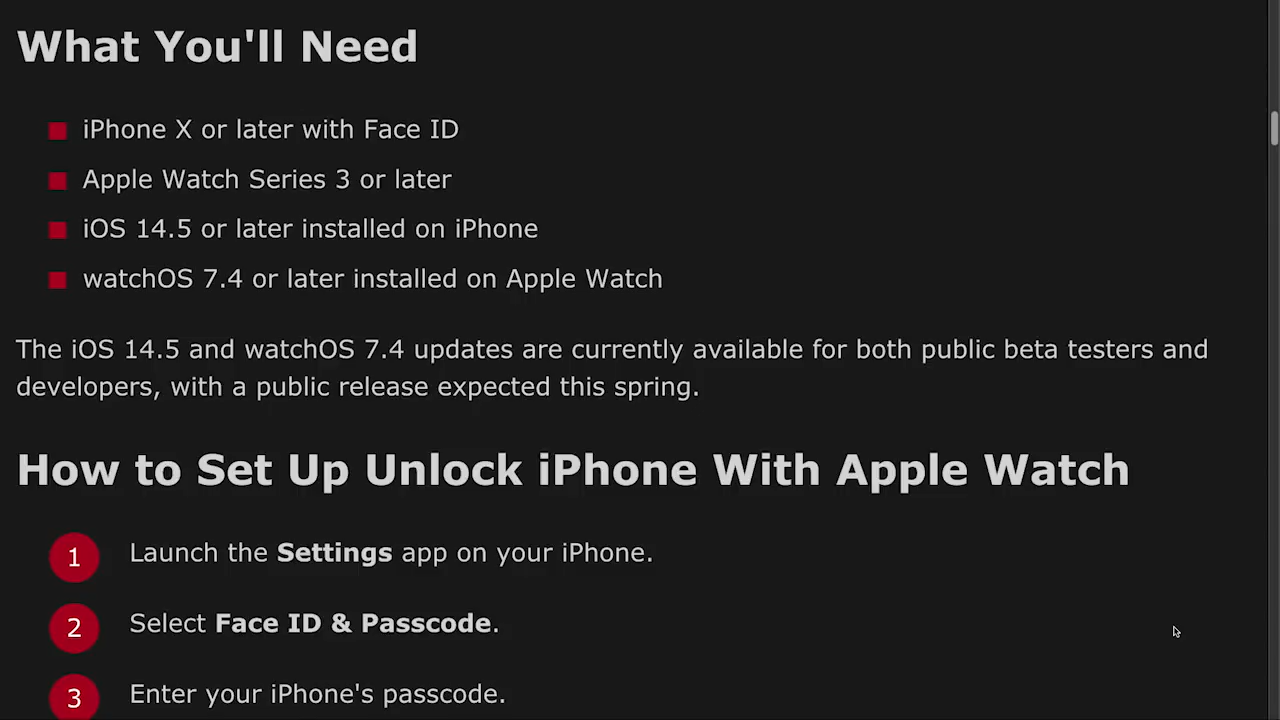 What You'll Need
iPhone X or later with Face ID
Apple Watch Series 3 or later
iOS 14.5 or later installed on iPhone
watchOS 7.4 or later installed on Apple Watch
The iOS 14.5 and watchOS 7.4 updates are currently available for both public beta testers and
developers, with a public release expected this spring.
How to Set Up Unlock iPhone With Apple Watch
1 Launch the Settings app on your iPhone.
2 Select Face ID & Passcode.
3 Enter your iPhone's passcode.